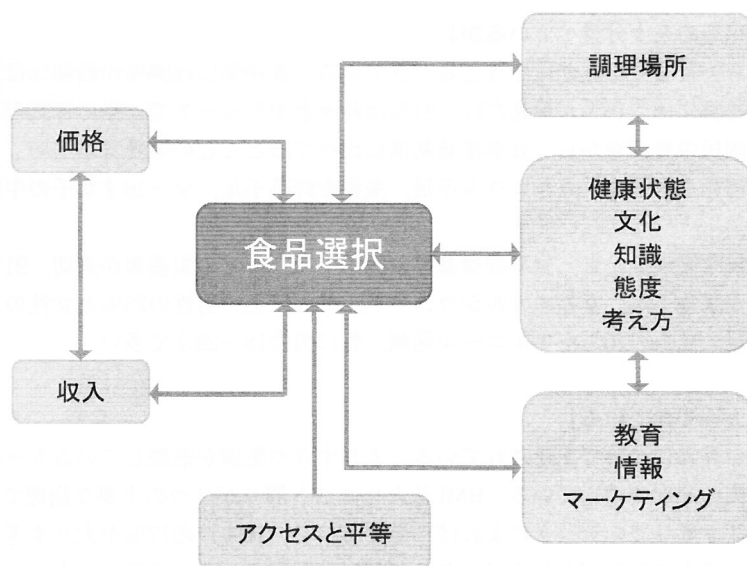 調理場所
価格
健康状態
文化
知識
態度
考え方
食品選択
収入
教育
情報
マーケティング
アクセスと平等